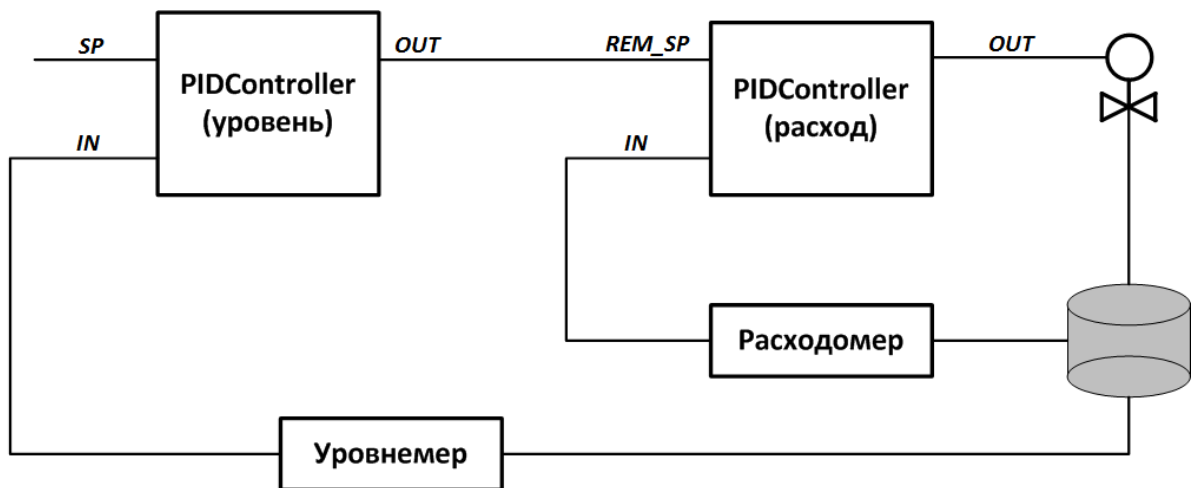 SP
OUT
REM_SP
OUT
PIDController
(уровень)
PIDController
(расход)
IN
IN
Расходомер
Уровнемер